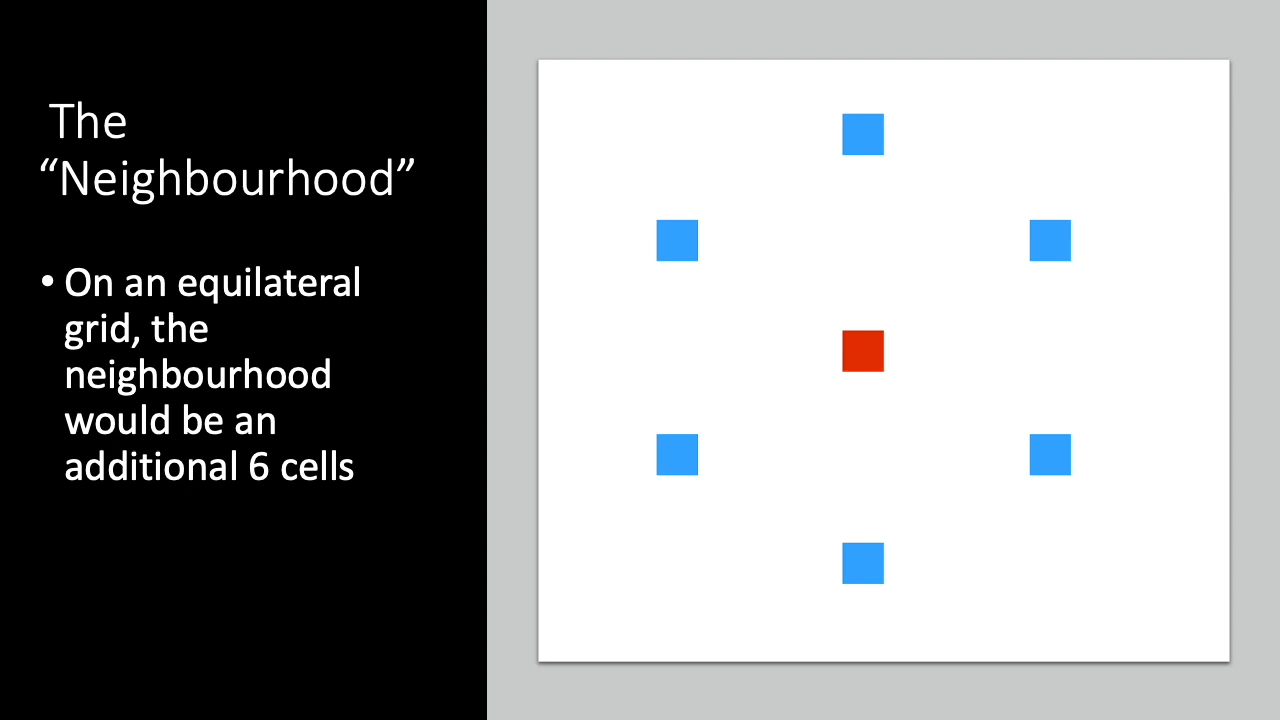 The
“Neighbourhood”
• On an equilateral
grid, the
neighbourhood
would be an
additional 6 cells